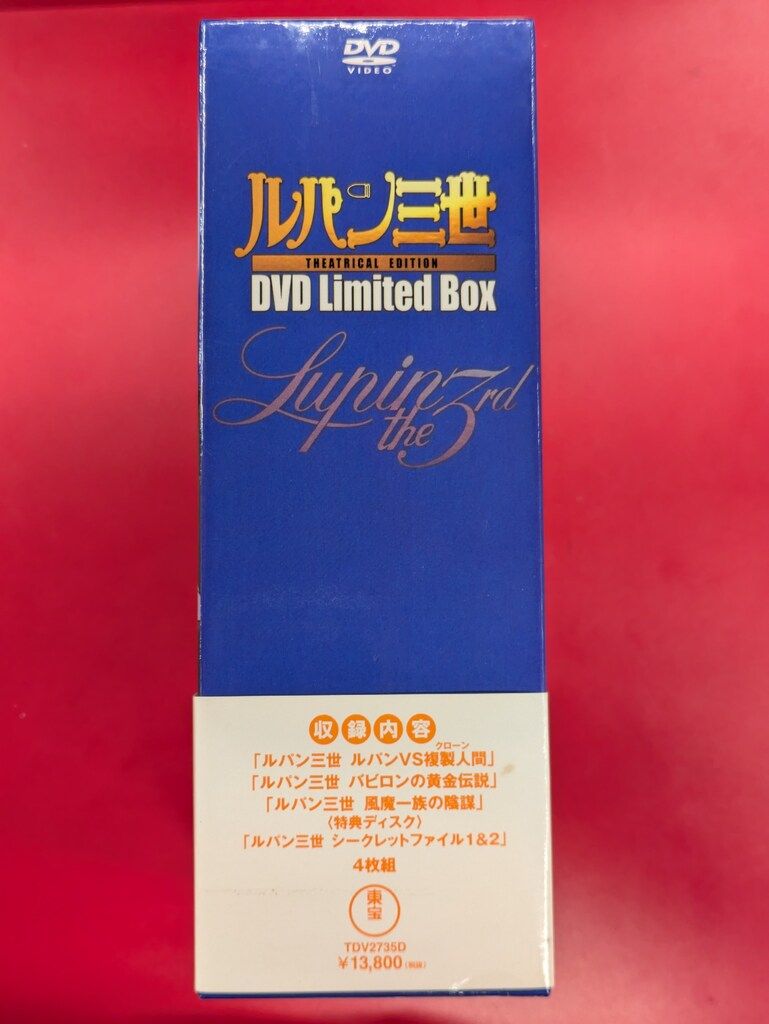 DVD
VIDEO
ルパン三世
THEATRICAL EDITION
DVD Limited Box
Lupin the 3rd
収録内容
クローン
「ルパン三世 ルパンVS複製人間」
「ルパン三世 バビロンの黄金伝説」
「ルパン三世 風魔一族の陰謀」
〈特典ディスク〉
「ルパン三世 シークレットファイル1&2」
4枚組
東宝
TDV2735D
¥13,800(税抜)